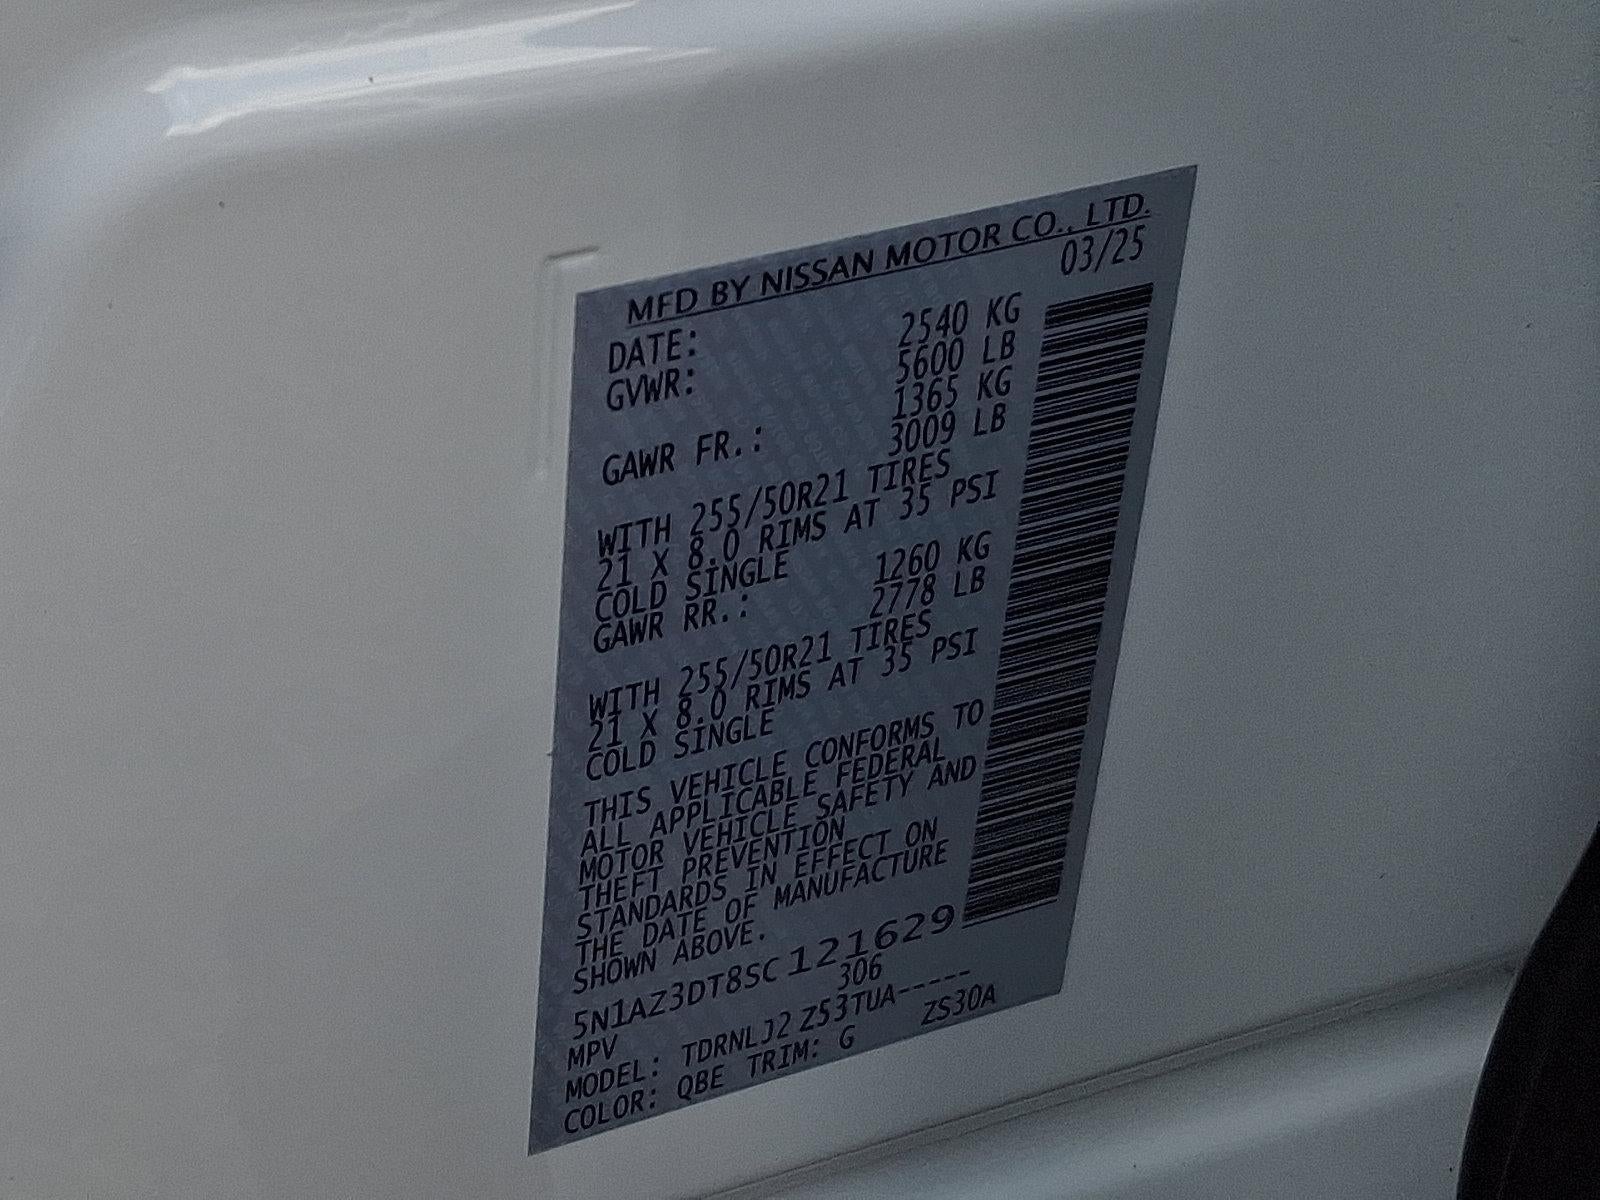 MFD BY NISSAN MOTOR CO., LTD.
DATE: 03/25
GVWR: 2540 KG
5600 LB
GAWR FR.: 1365 KG
3009 LB
WITH 255/50R21 TIRES
21 X 8.0 RIMS AT 35 PSI
COLD SINGLE
GAWR RR.: 1260 KG
2778 LB
WITH 255/50R21 TIRES
21 X 8.0 RIMS AT 35 PSI
COLD SINGLE
THIS VEHICLE CONFORMS TO
ALL APPLICABLE FEDERAL
MOTOR VEHICLE SAFETY AND
THEFT PREVENTION
STANDARDS IN EFFECT ON
THE DATE OF MANUFACTURE
SHOWN ABOVE.
5N1AZ3DT8SC121629
MPV 306
MODEL: TDRNLJ2Z53TUA-----
COLOR: QBE TRIM: G ZS30A